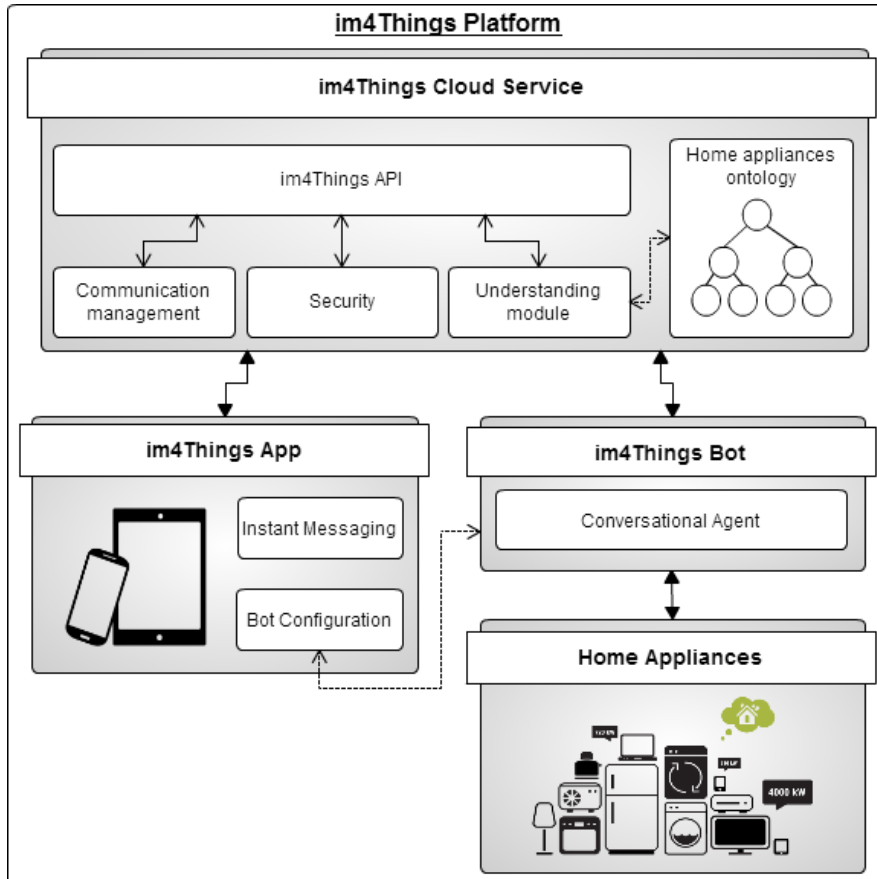 im4Things Platform
im4Things Cloud Service
im4Things API
Home appliances
ontology
Communication
management
Security
Understanding
module
im4Things App
Instant Messaging
Bot Configuration
im4Things Bot
Conversational Agent
Home Appliances
4000 kW